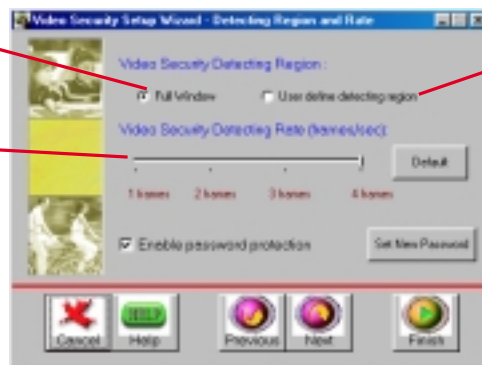 Video Security Setup Wizard - Detecting Region and Rate
Video Security Detecting Region :
Full Window User define detecting region
Video Security Detecting Rate (frames/sec):
Default
1 frames 2 frames 3 frames 4 frames
Enable password protection Set New Password
HELP
Cancel Help Previous Next Finish